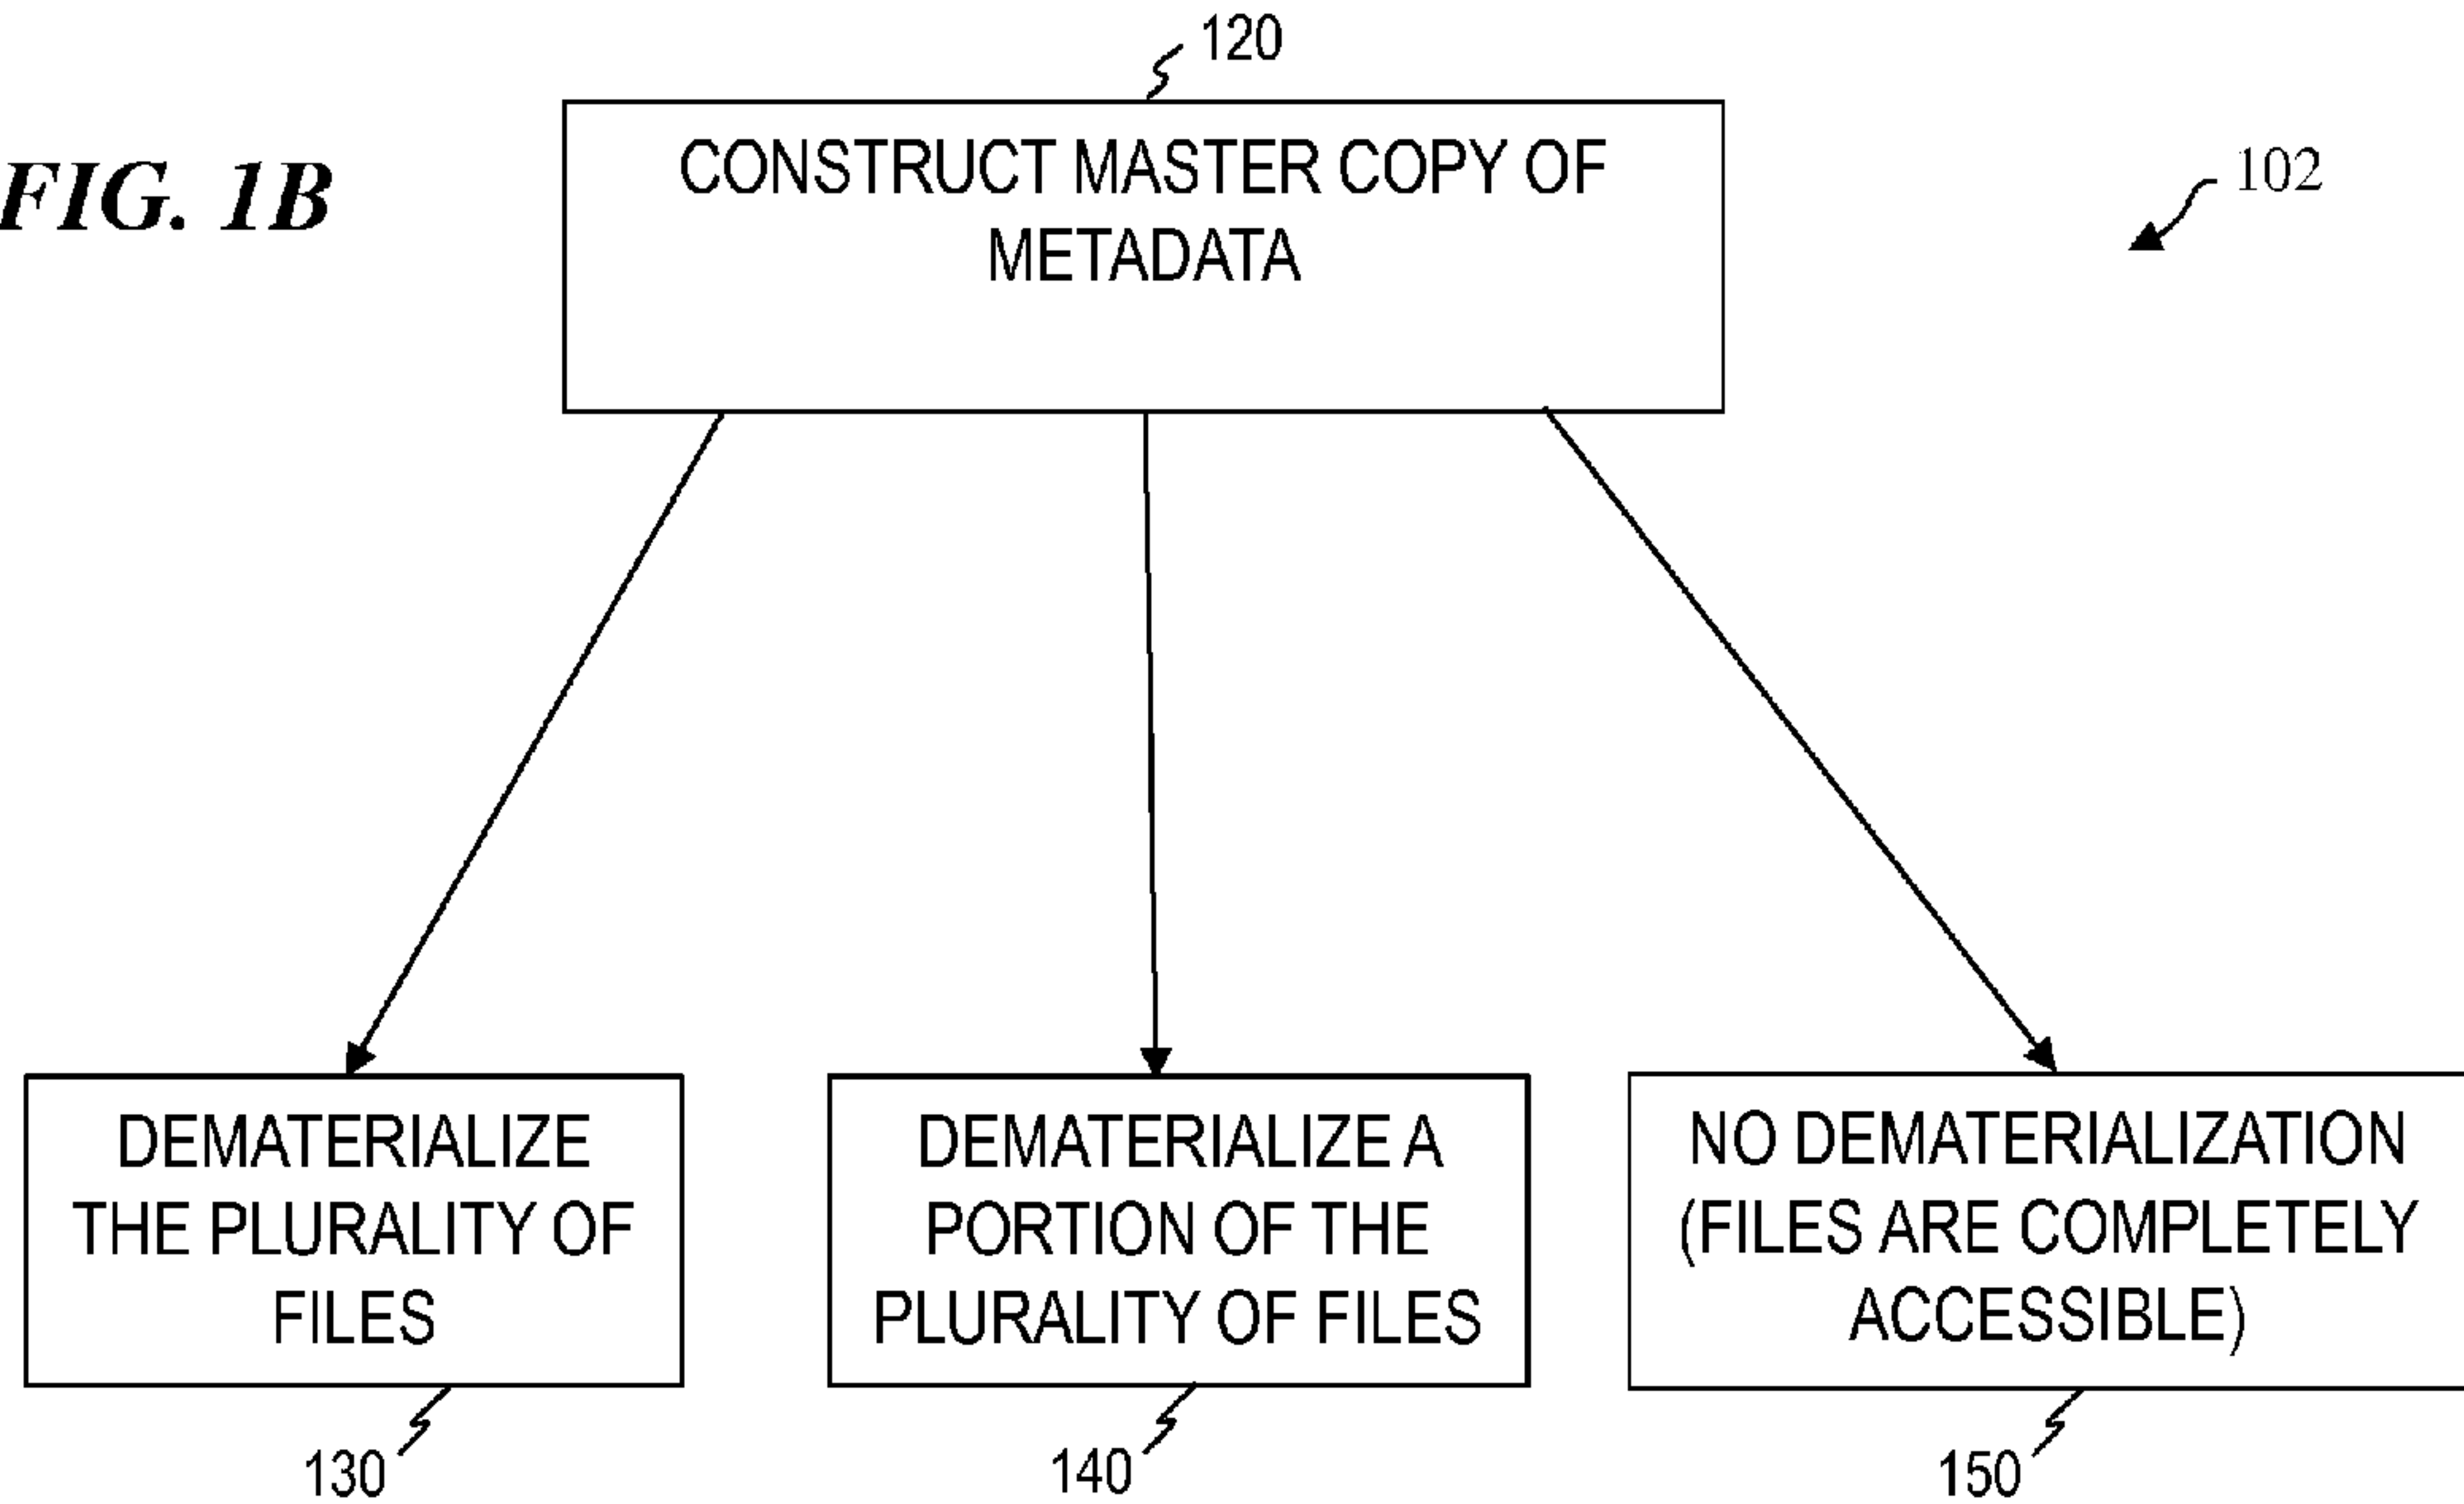 120
FIG. 1B
CONSTRUCT MASTER COPY OF
METADATA
102
DEMATERIALIZE
THE PLURALITY OF
FILES
DEMATERIALIZE A
PORTION OF THE
PLURALITY OF FILES
NO DEMATERIALIZATION
(FILES ARE COMPLETELY
ACCESSIBLE)
130
140
150